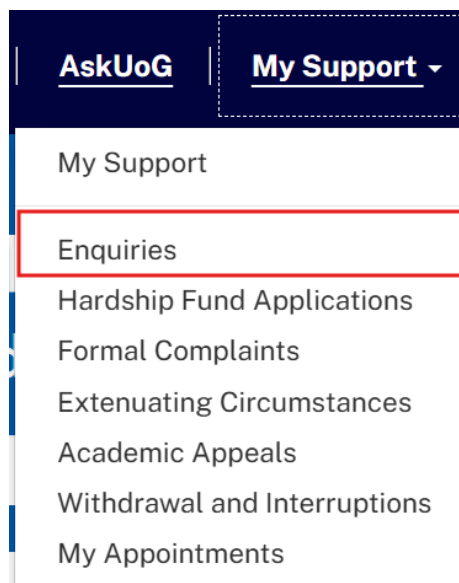 AskUoG My Support
My Support
Enquiries
Hardship Fund Applications
Formal Complaints
Extenuating Circumstances
Academic Appeals
Withdrawal and Interruptions
My Appointments